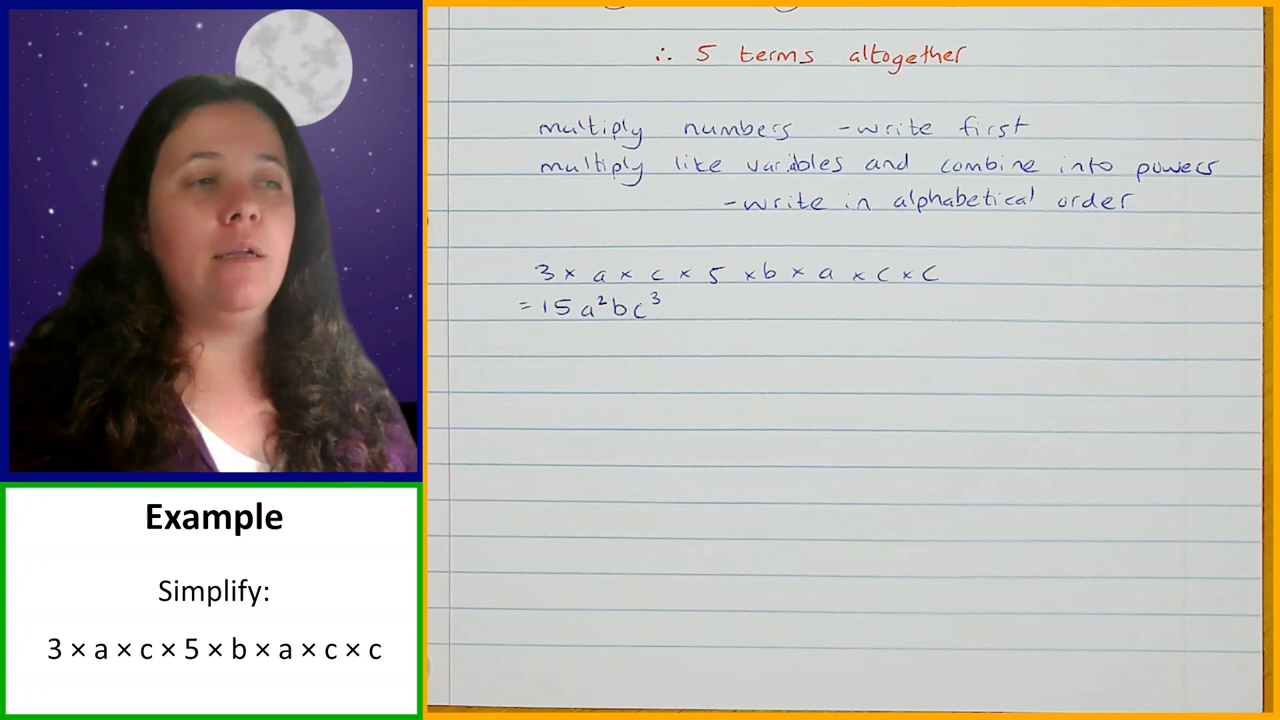 ∴ 5 terms altogether
multiply numbers - write first
multiply like variables and combine into powers
- write in alphabetical order
3 × a × c × 5 × b × a × c × c
= 15a²bc³
Example
Simplify:
3 × a × c × 5 × b × a × c × c